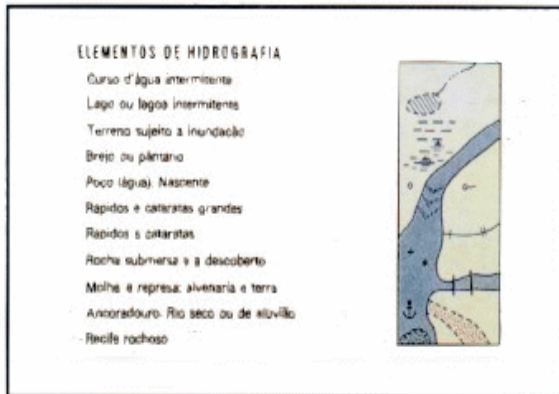 ELEMENTOS DE HIDROGRAFIA
Curso d'água intermitente
Lago ou lagoa intermitente
Terreno sujeito a inundação
Brejo ou pântano
Poço (água). Nascente
Rápidos e cataratas grandes
Rápidos e cataratas
Rocha submersa e a descoberto
Molhe e represa: alvenaria e terra
Ancoradouro. Rio seco ou de aluvião
Recife rochoso